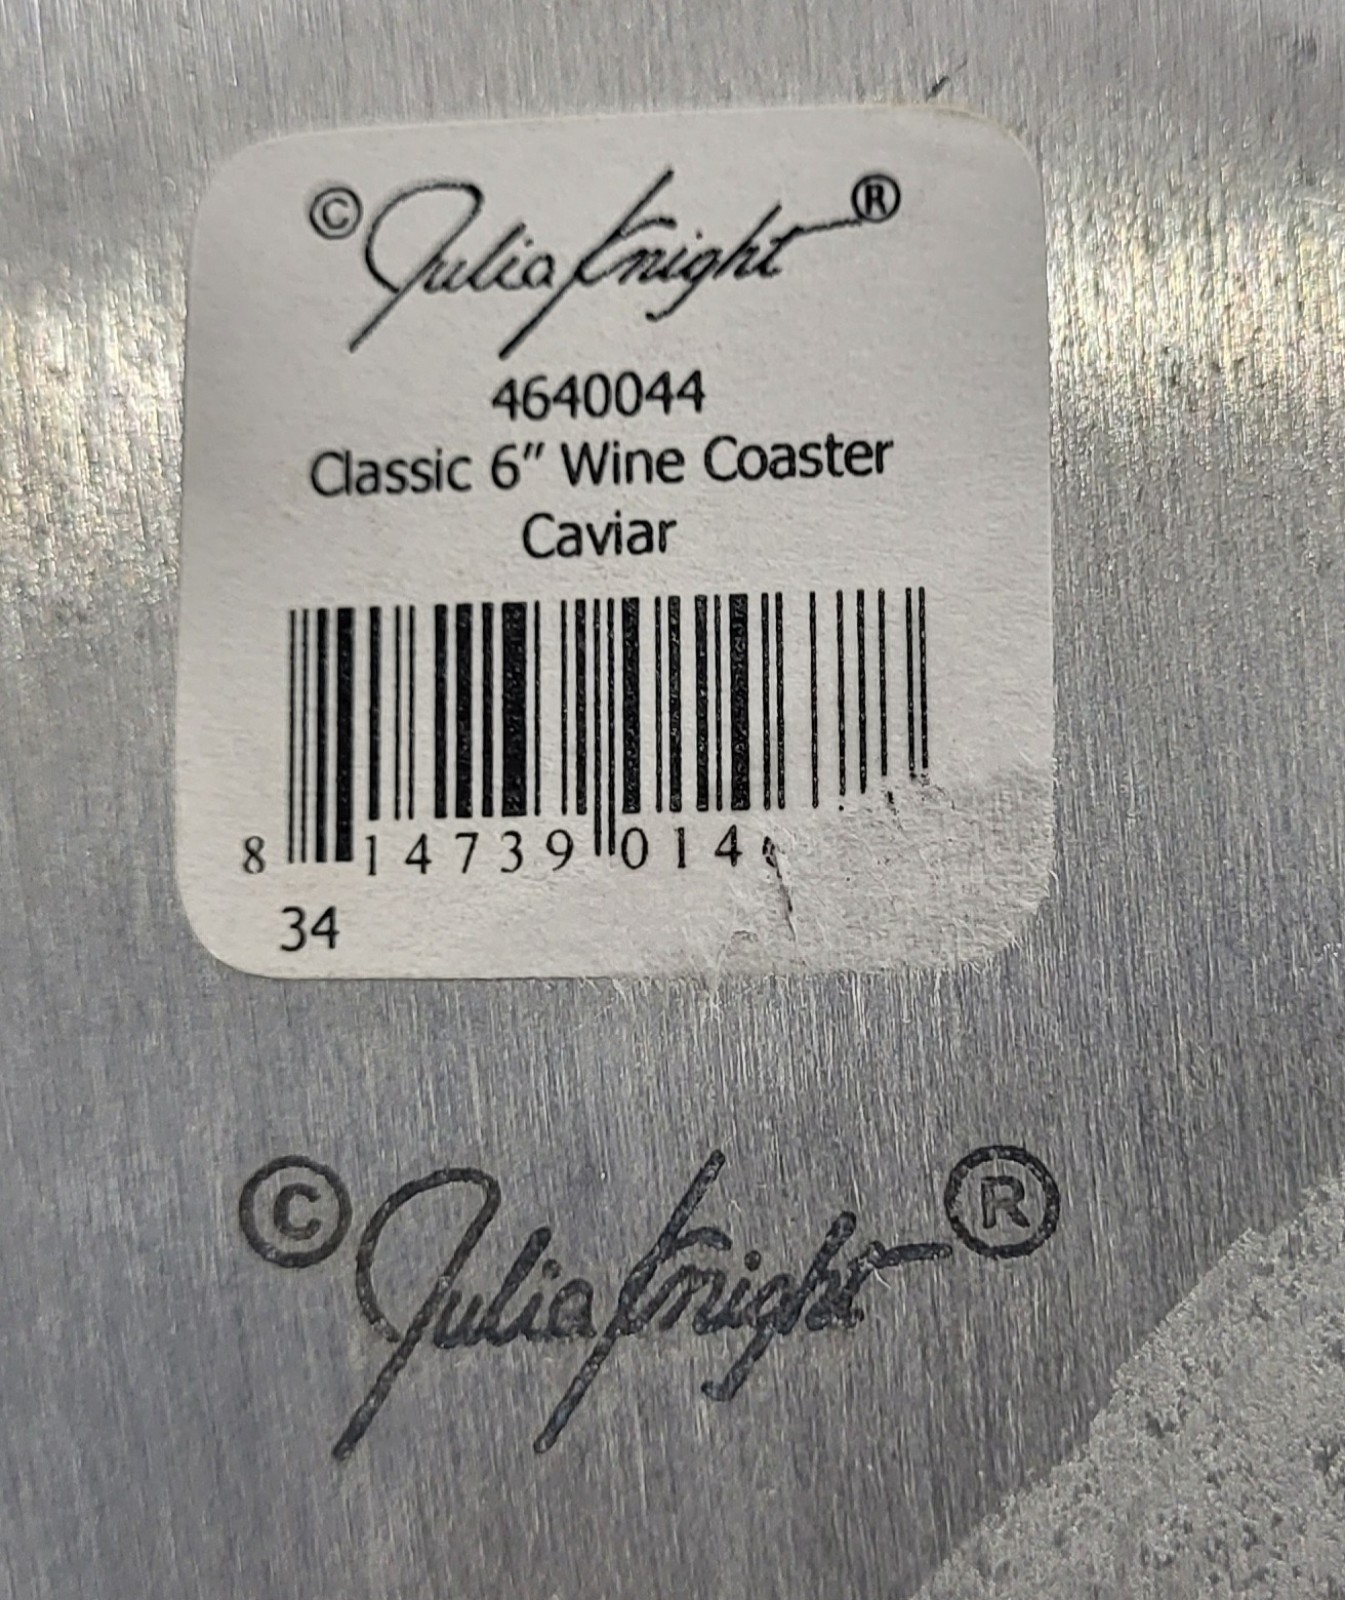 © Julia Knight ®
4640044
Classic 6" Wine Coaster
Caviar
8 14739 014
34
© Julia Knight ®